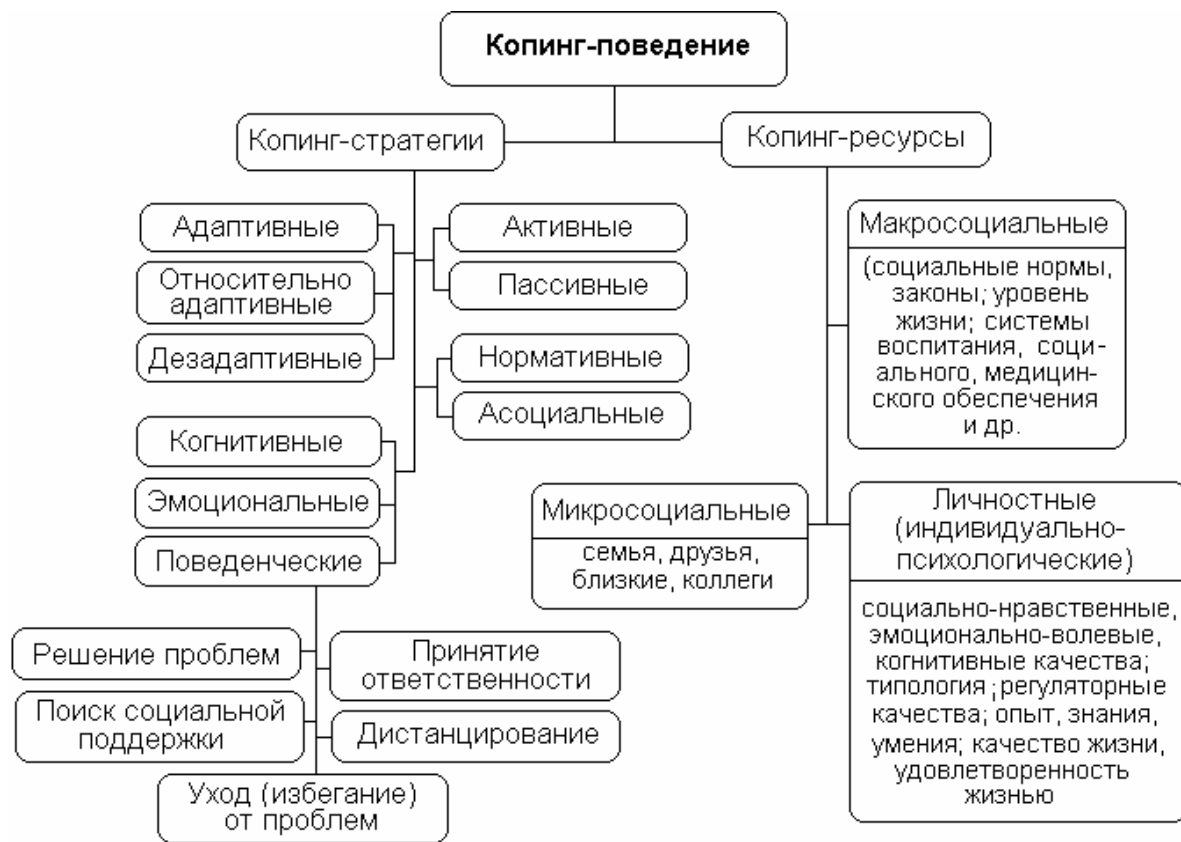 Копинг-поведение
Копинг-стратегии
Копинг-ресурсы
Адаптивные
Относительно
адаптивные
Дезадаптивные
Активные
Пассивные
Нормативные
Асоциальные
Когнитивные
Эмоциональные
Поведенческие
Решение проблем
Принятие
ответственности
Поиск социальной
поддержки
Дистанцирование
Уход (избегание)
от проблем
Макросоциальные
(социальные нормы,
законы; уровень
жизни; системы
воспитания, соци-
ального, медицин-
ского обеспечения
и др.
Микросоциальные
семья, друзья,
близкие, коллеги
Личностные
(индивидуально-
психологические)
социально-нравственные,
эмоционально-волевые,
когнитивные качества;
типология ; регуляторные
качества; опыт, знания,
умения; качество жизни,
удовлетворенность
жизнью